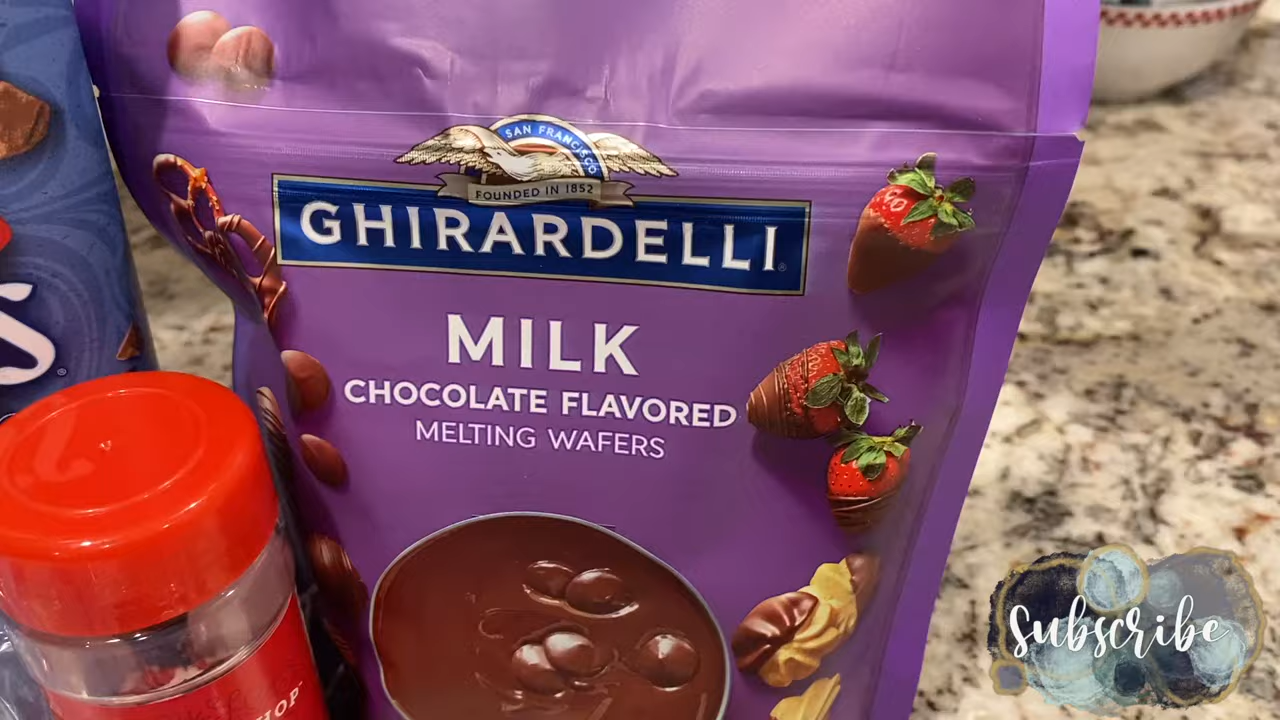 SAN FRANCISCO
FOUNDED IN 1852
GHIRARDELLI
MILK
CHOCOLATE FLAVORED
MELTING WAFERS
Subscribe